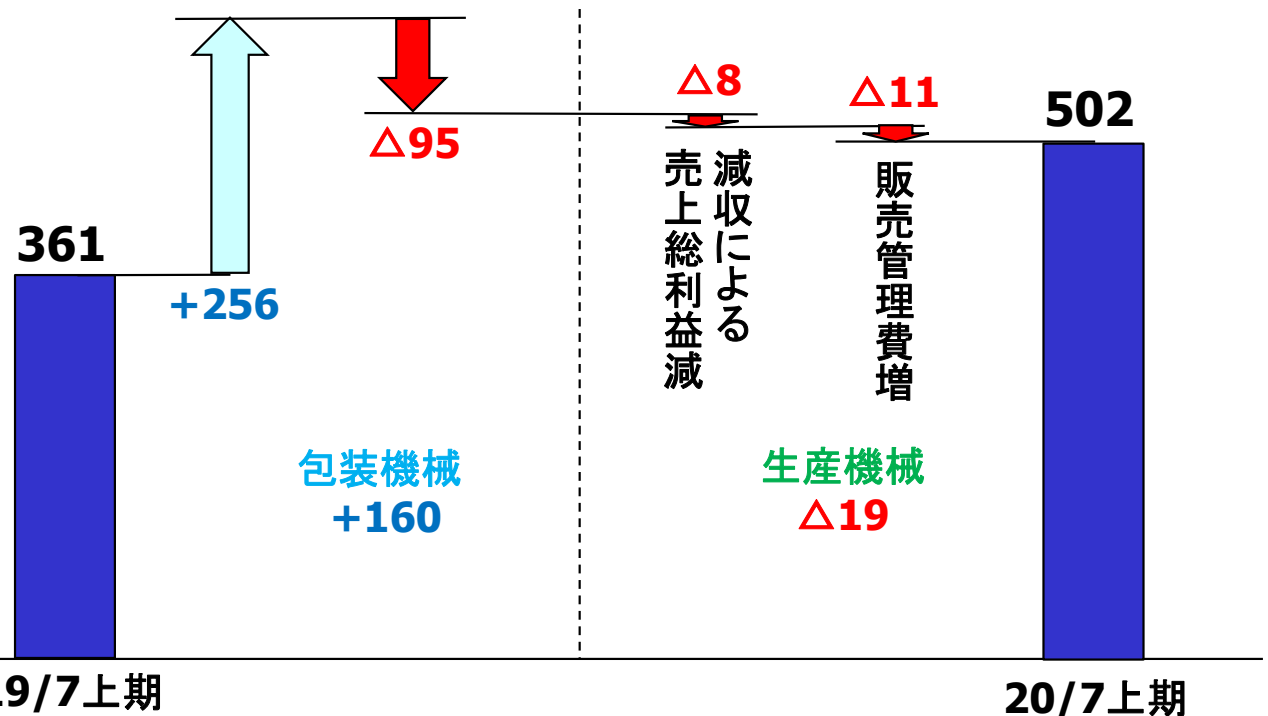 361
+256
△95
△8
減収による
売上総利益減
△11
販売管理費増
502
包装機械
+160
生産機械
△19
19/7上期
20/7上期